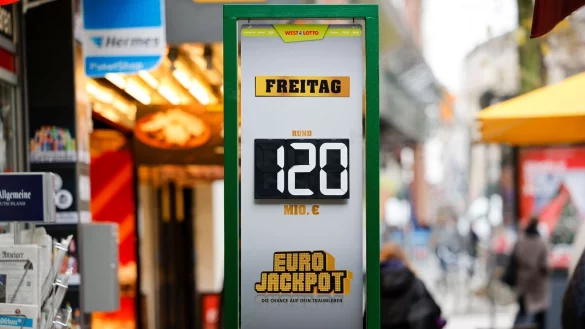 Hermes
PaketShop
WEST LOTTO
FREITAG
RUND
120
MIO. €
EURO
JACKPOT
DIE CHANCE AUF DEIN TRAUMLEBEN
Allgemeine